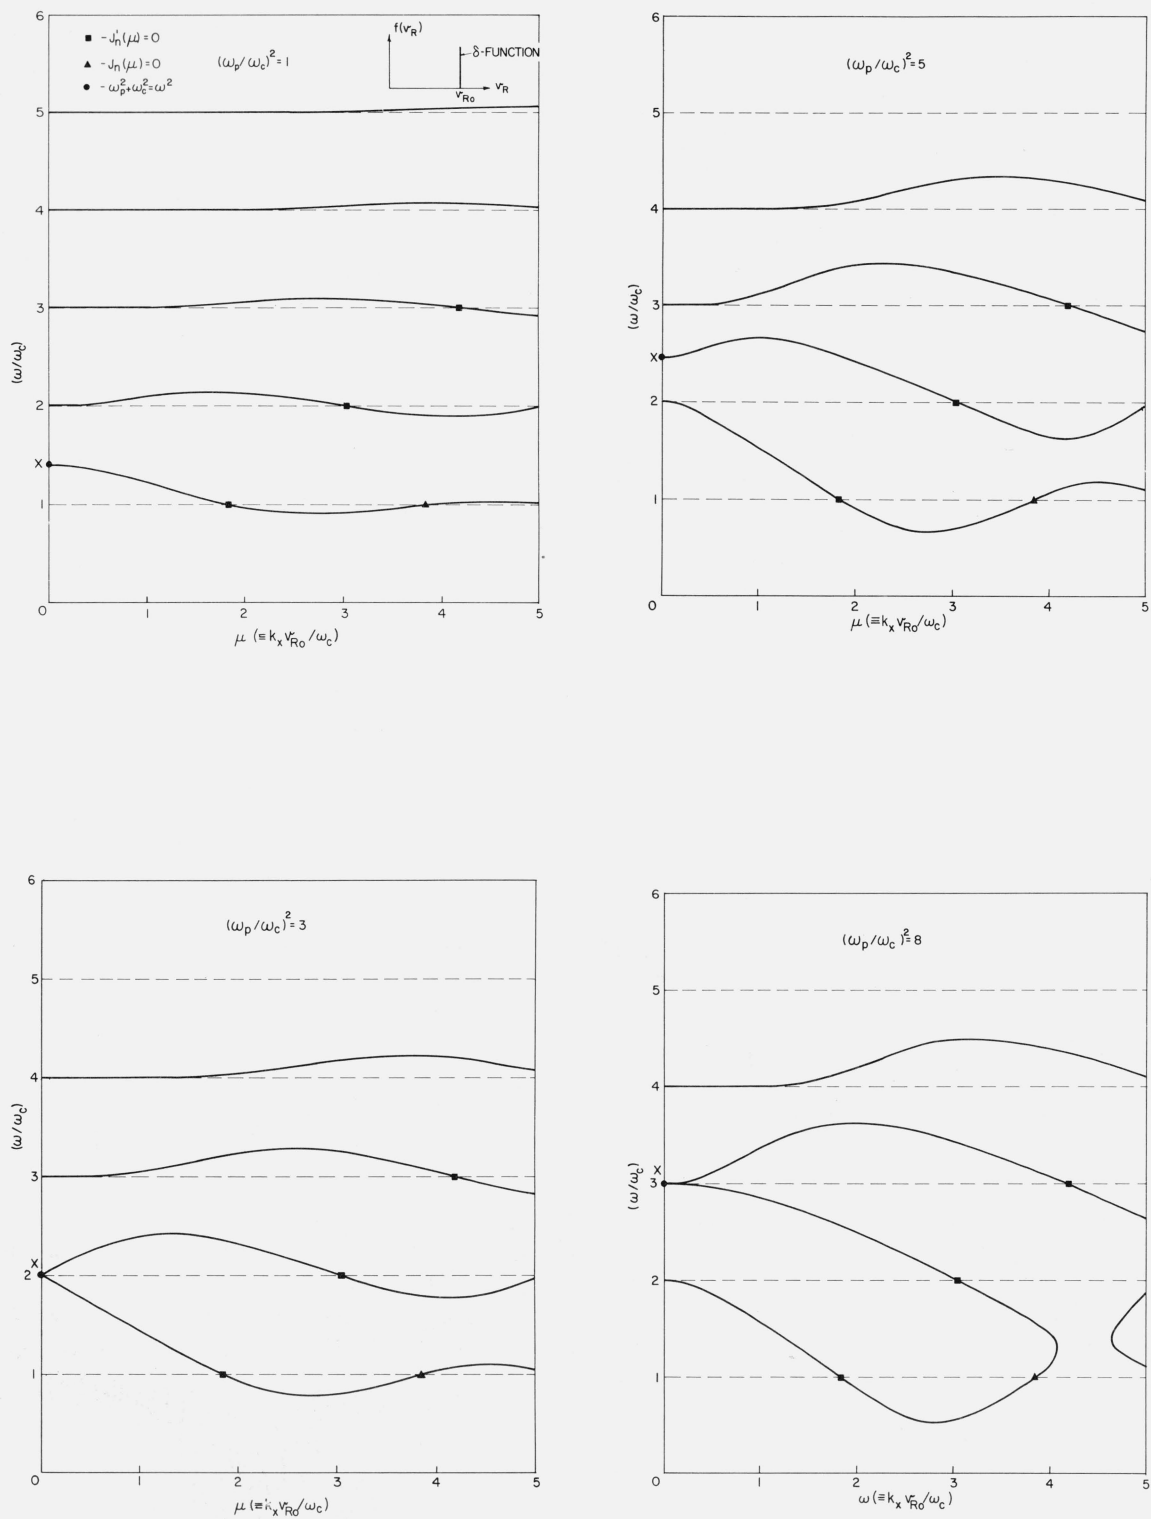 6
■ -J'n(μ)=0
▲ -Jn(μ)=0
● -ωp²+ωc²=ω²
(ωp/ωc)²=1
f(vR)
δ-FUNCTION
vRo
vR
5
4
3
2
X
1
(ω/ωc)
0 1 2 3 4 5
μ (≡kx vRo/ωc)
6
(ωp/ωc)²=5
5
4
3
X
2
1
(ω/ωc)
0 1 2 3 4 5
μ (≡kx vRo/ωc)
6
(ωp/ωc)²=3
5
4
3
X
2
1
(ω/ωc)
0 1 2 3 4 5
μ (≡kx vRo/ωc)
6
(ωp/ωc)²=8
5
4
X
3
2
1
(ω/ωc)
0 1 2 3 4 5
ω (≡kx vRo/ωc)